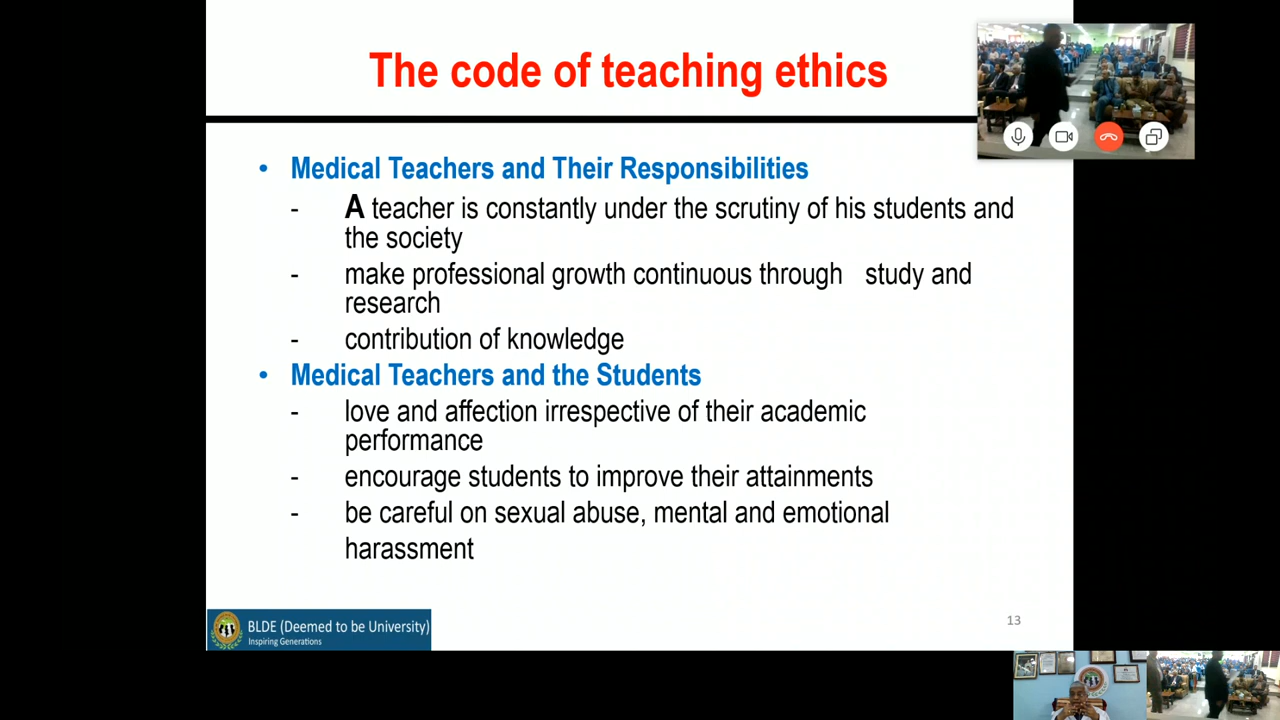 The code of teaching ethics
• Medical Teachers and Their Responsibilities
- A teacher is constantly under the scrutiny of his students and
the society
- make professional growth continuous through study and
research
- contribution of knowledge
• Medical Teachers and the Students
- love and affection irrespective of their academic
performance
- encourage students to improve their attainments
- be careful on sexual abuse, mental and emotional
harassment
BLDE (Deemed to be University)
Inspiring Generations
13